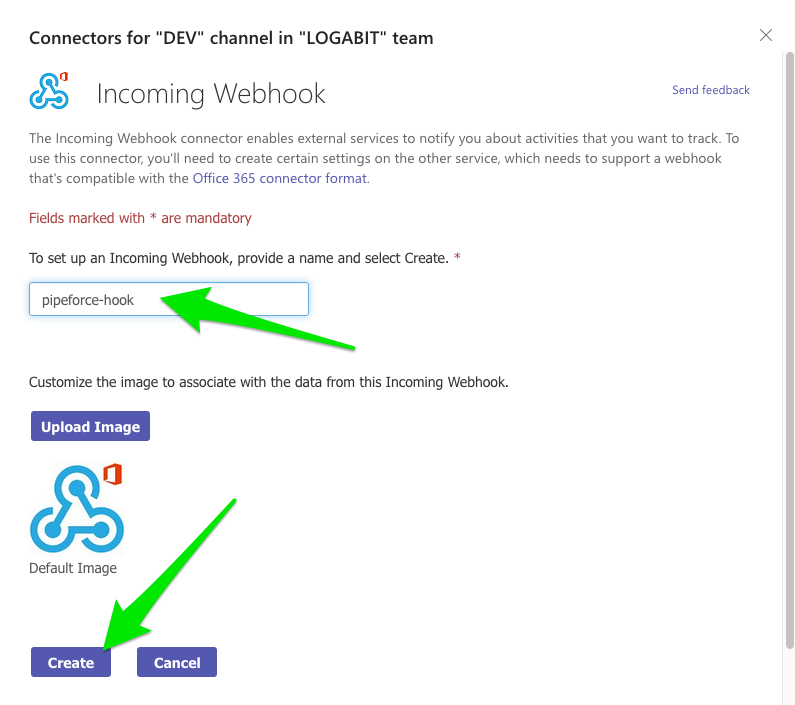 Connectors for "DEV" channel in "LOGABIT" team
Incoming Webhook
Send feedback
The Incoming Webhook connector enables external services to notify you about activities that you want to track. To
use this connector, you'll need to create certain settings on the other service, which needs to support a webhook
that's compatible with the Office 365 connector format.
Fields marked with * are mandatory
To set up an Incoming Webhook, provide a name and select Create. *
pipeforce-hook
Customize the image to associate with the data from this Incoming Webhook.
Upload Image
Default Image
Create
Cancel